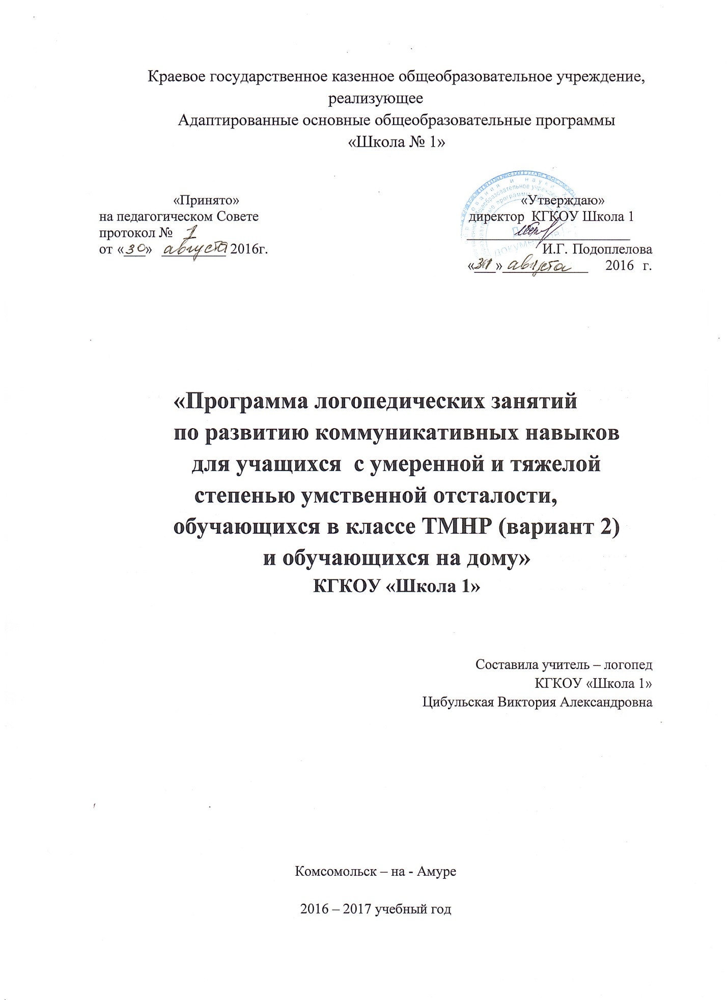 Краевое государственное казенное общеобразовательное учреждение,
реализующее
Адаптированные основные общеобразовательные программы
«Школа № 1»
«Принято»
на педагогическом Совете
протокол № 1
от «30» августа 2016г.
«Утверждаю»
директор КГКОУ Школа 1
И.Г. Подоплелова
«31» августа 2016 г.
«Программа логопедических занятий
по развитию коммуникативных навыков
для учащихся с умеренной и тяжелой
степенью умственной отсталости,
обучающихся в классе ТМНР (вариант 2)
и обучающихся на дому»
КГКОУ «Школа 1»
Составила учитель – логопед
КГКОУ «Школа 1»
Цибульская Виктория Александровна
Комсомольск – на - Амуре
2016 – 2017 учебный год